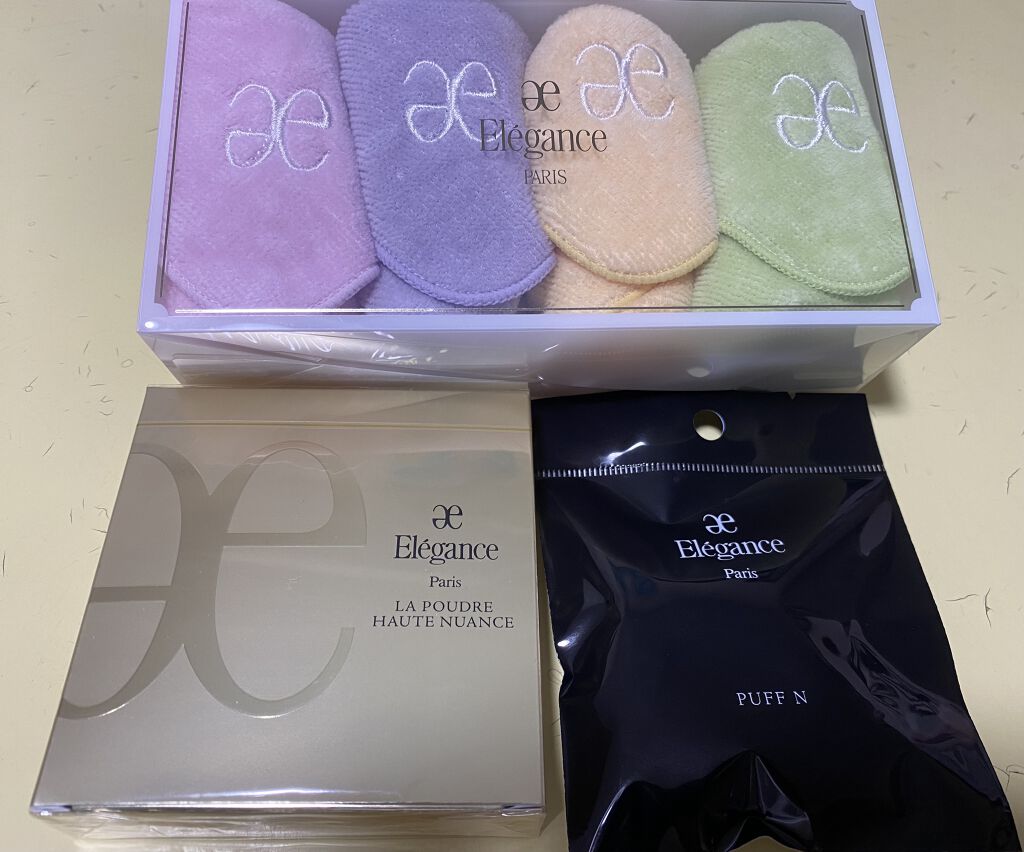 æ
æ
æ
æ
æ
Elégance
PARIS
æ
æ
Elégance
Paris
LA POUDRE
HAUTE NUANCE
æ
Elégance
Paris
PUFF N